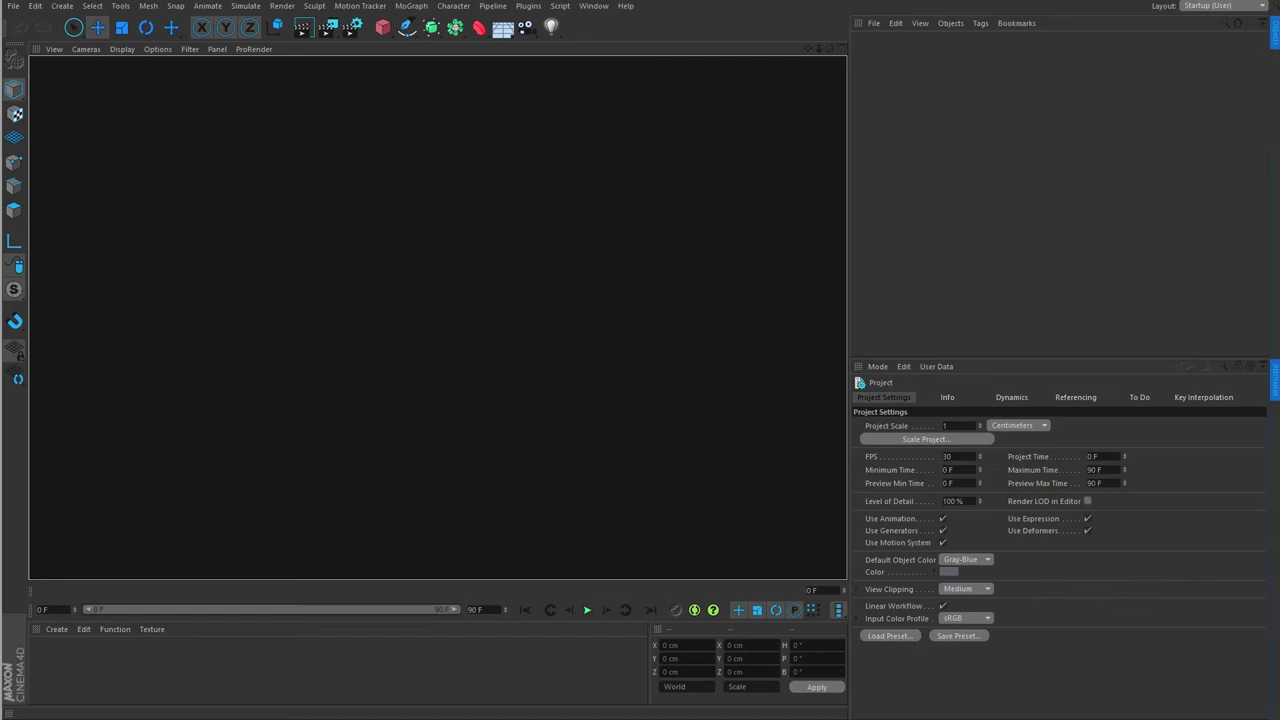 File Edit Create Select Tools Mesh Snap Animate Simulate Render Sculpt Motion Tracker MoGraph Character Pipeline Plugins Script Window Help
Layout: Startup (User)
X Y Z
File Edit View Objects Tags Bookmarks
View Cameras Display Options Filter Panel ProRender
Objects
S
Mode Edit User Data
Attributes
Project
Project Settings Info Dynamics Referencing To Do Key Interpolation
Project Settings
Project Scale 1 Centimeters
Scale Project...
FPS 30 Project Time 0 F
Minimum Time 0 F Maximum Time 90 F
Preview Min Time 0 F Preview Max Time 90 F
Level of Detail 100 % Render LOD in Editor
Use Animation Use Expression
Use Generators Use Deformers
Use Motion System
Default Object Color Gray-Blue
Color
View Clipping Medium
Linear Workflow
Input Color Profile sRGB
Load Preset... Save Preset...
0 F
0 F 0 F 90 F 90 F P
Create Edit Function Texture
-- -- --
X 0 cm X 0 cm H 0 °
Y 0 cm Y 0 cm P 0 °
Z 0 cm Z 0 cm B 0 °
World Scale Apply
MAXON
CINEMA 4D